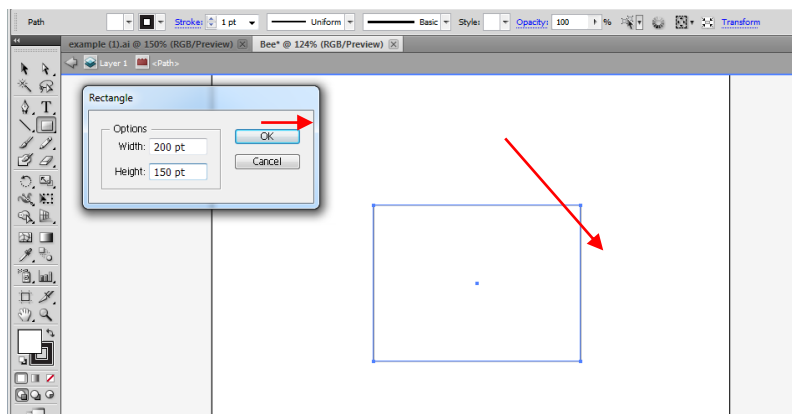 Path Stroke: 1 pt Uniform Basic Style: Opacity: 100 % Transform
example (1).ai @ 150% (RGB/Preview) Bee* @ 124% (RGB/Preview)
Layer 1 <Path>
Rectangle
Options
Width: 200 pt
Height: 150 pt
OK
Cancel